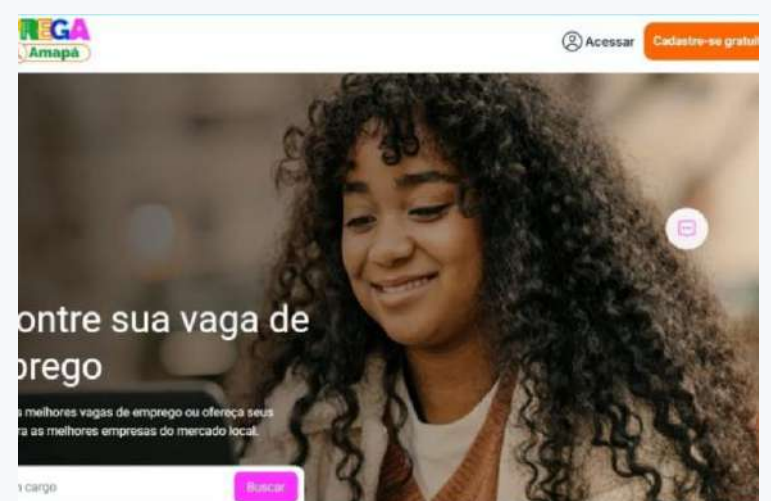 REGA
Amapá
Acessar
Cadastre-se gratuit
ontre sua vaga de
prego
s melhores vagas de emprego ou ofereça seus
ra as melhores empresas do mercado local.
n cargo
Buscar